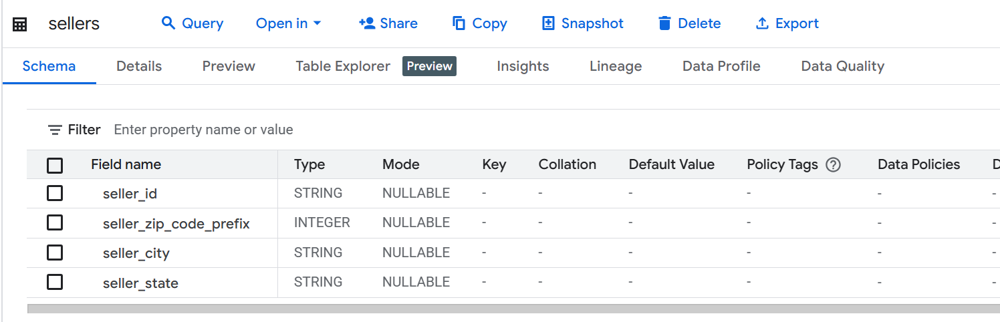 sellers Query Open in Share Copy Snapshot Delete Export
Schema Details Preview Table Explorer Preview Insights Lineage Data Profile Data Quality
Filter Enter property name or value
Field name Type Mode Key Collation Default Value Policy Tags ? Data Policies D
seller_id STRING NULLABLE - - - - - -
seller_zip_code_prefix INTEGER NULLABLE - - - - - -
seller_city STRING NULLABLE - - - - - -
seller_state STRING NULLABLE - - - - - -